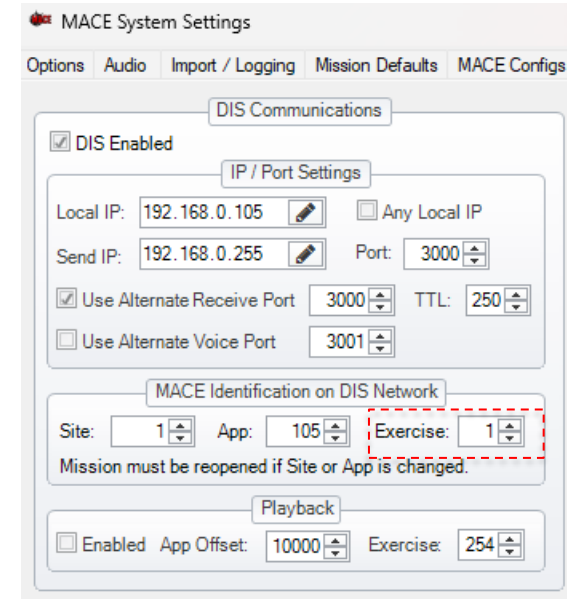 MACE System Settings
Options Audio Import / Logging Mission Defaults MACE Configs
DIS Communications
DIS Enabled
IP / Port Settings
Local IP: 192.168.0.105 Any Local IP
Send IP: 192.168.0.255 Port: 3000
Use Alternate Receive Port 3000 TTL: 250
Use Alternate Voice Port 3001
MACE Identification on DIS Network
Site: 1 App: 105 Exercise: 1
Mission must be reopened if Site or App is changed.
Playback
Enabled App Offset: 10000 Exercise: 254